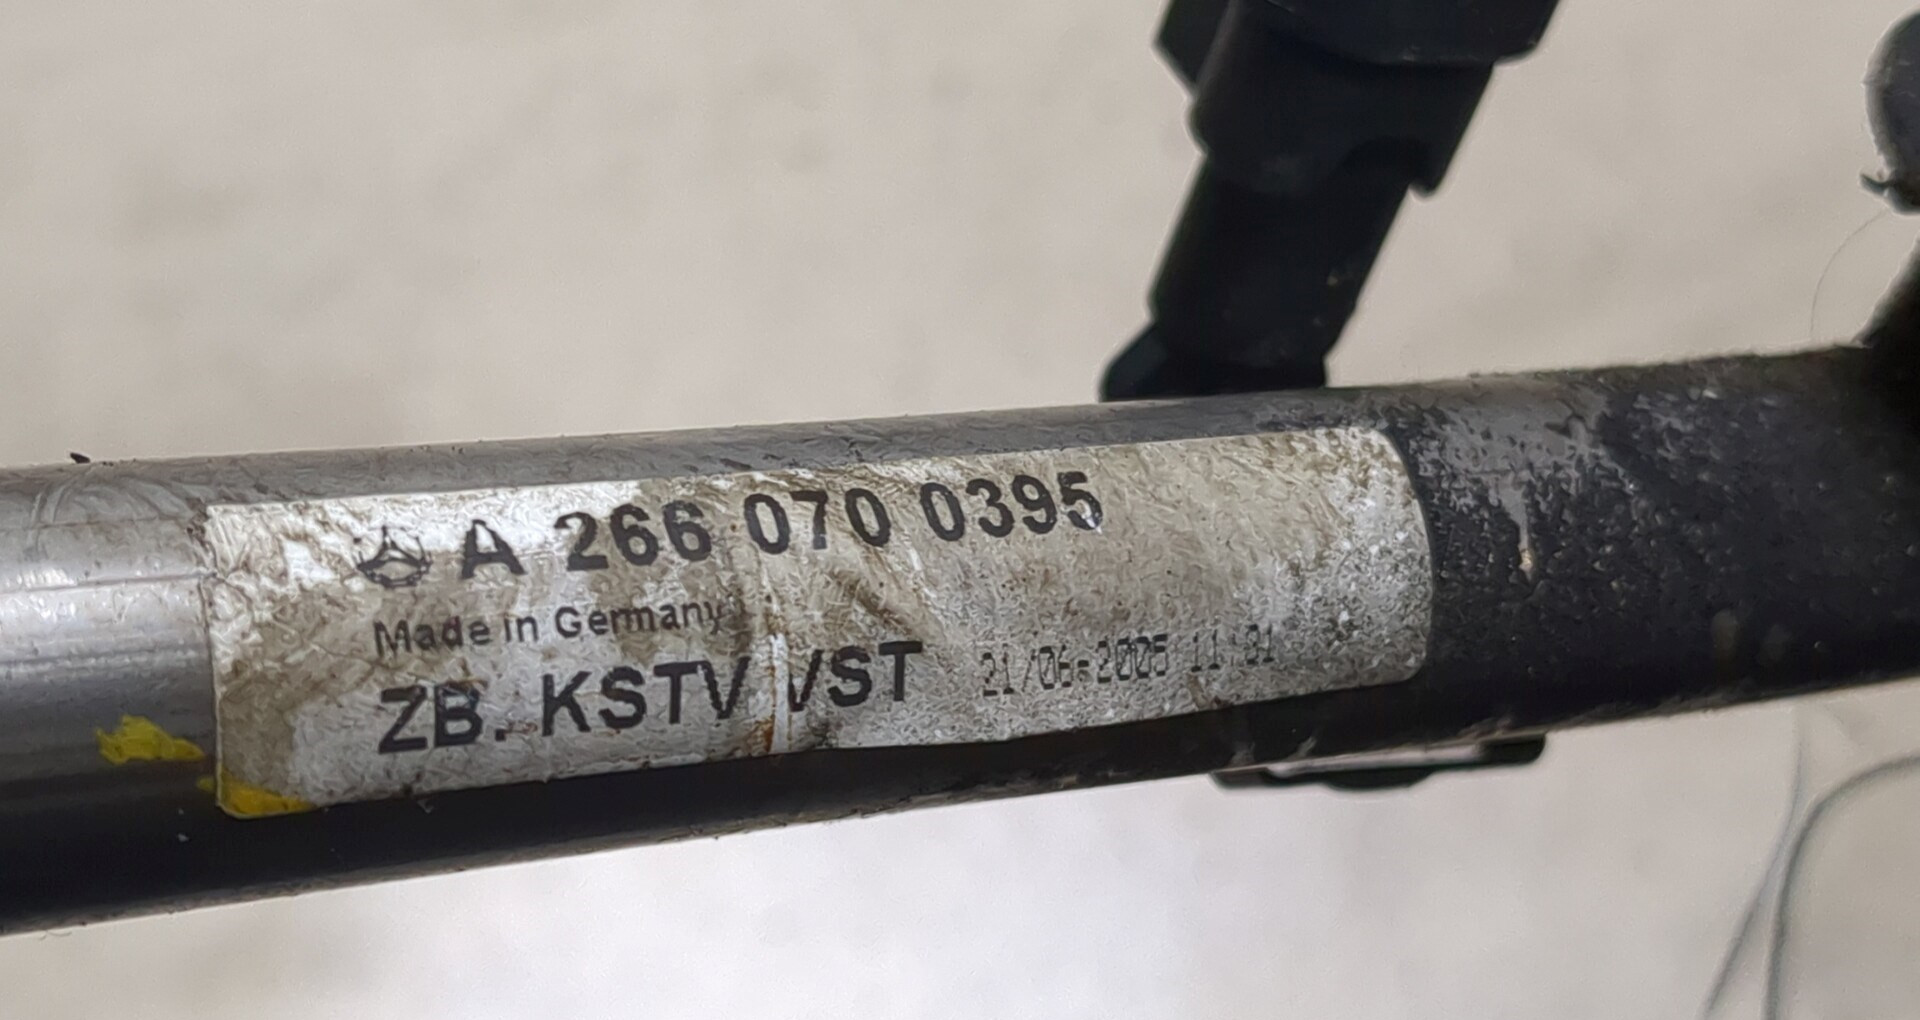 A 266 070 0395
Made in Germany
ZB. KSTV VST 21/06-2005 11:31